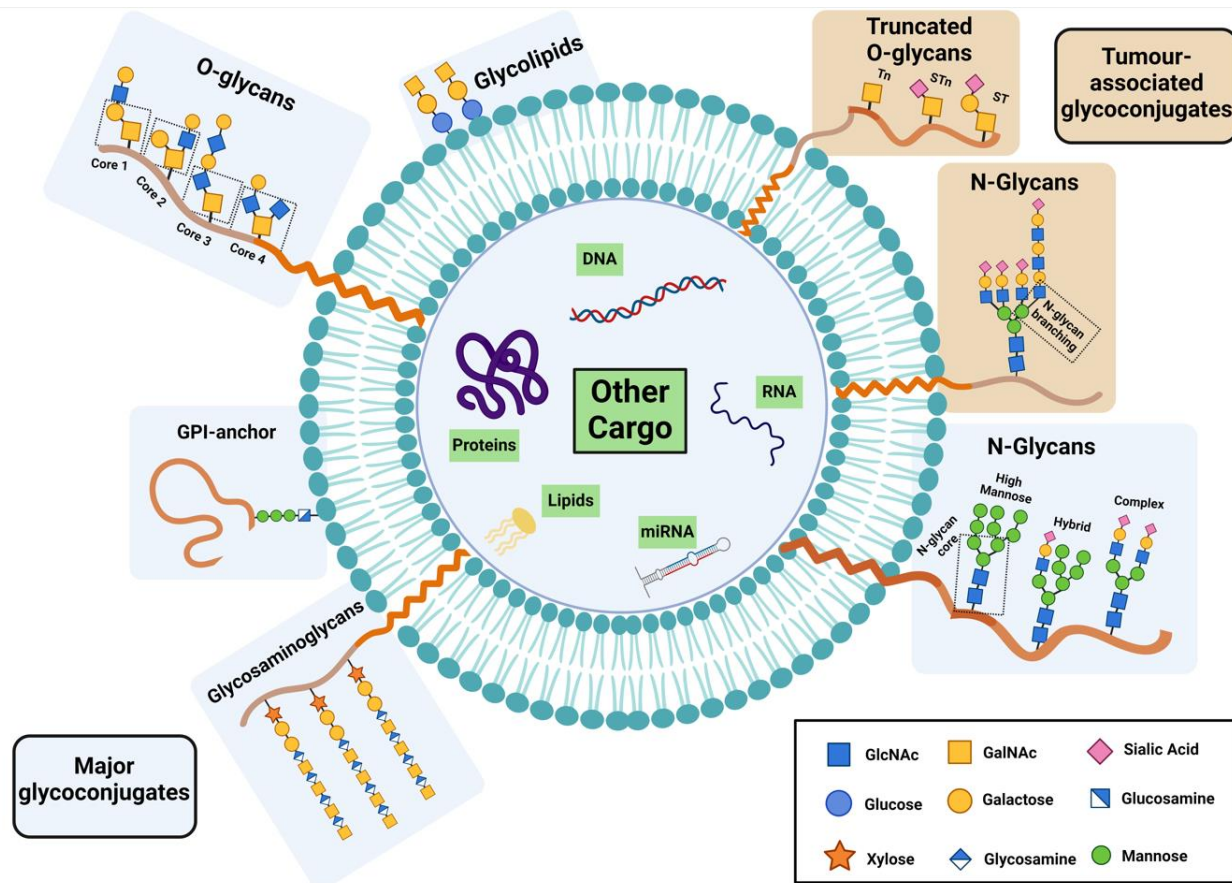 O-glycans
Core 1
Core 2
Core 3
Core 4
Glycolipids
Truncated
O-glycans
Tn
STn
ST
Tumour-
associated
glycoconjugates
N-Glycans
N-glycan
branching
DNA
Proteins
Other
Cargo
RNA
Lipids
miRNA
GPI-anchor
N-Glycans
N-glycan
core
High
Mannose
Hybrid
Complex
Glycosaminoglycans
Major
glycoconjugates
GlcNAc
GalNAc
Sialic Acid
Glucose
Galactose
Glucosamine
Xylose
Glycosamine
Mannose